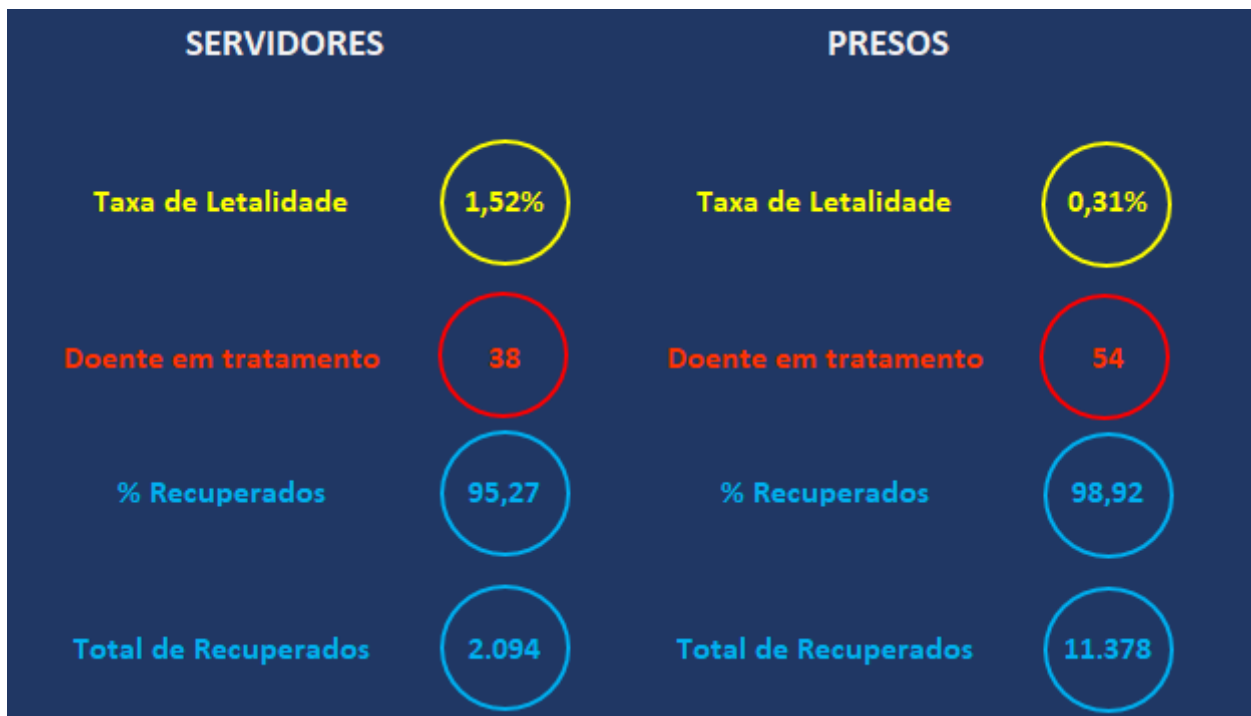 SERVIDORES
Taxa de Letalidade 1,52%
Doente em tratamento 38
% Recuperados 95,27
Total de Recuperados 2.094
PRESOS
Taxa de Letalidade 0,31%
Doente em tratamento 54
% Recuperados 98,92
Total de Recuperados 11.378